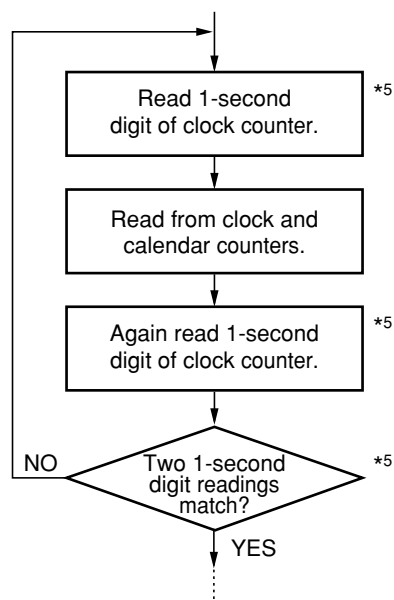 Read 1-second
digit of clock counter.
*5
Read from clock and
calendar counters.
Again read 1-second
digit of clock counter.
*5
Two 1-second
digit readings
match?
*5
NO
YES